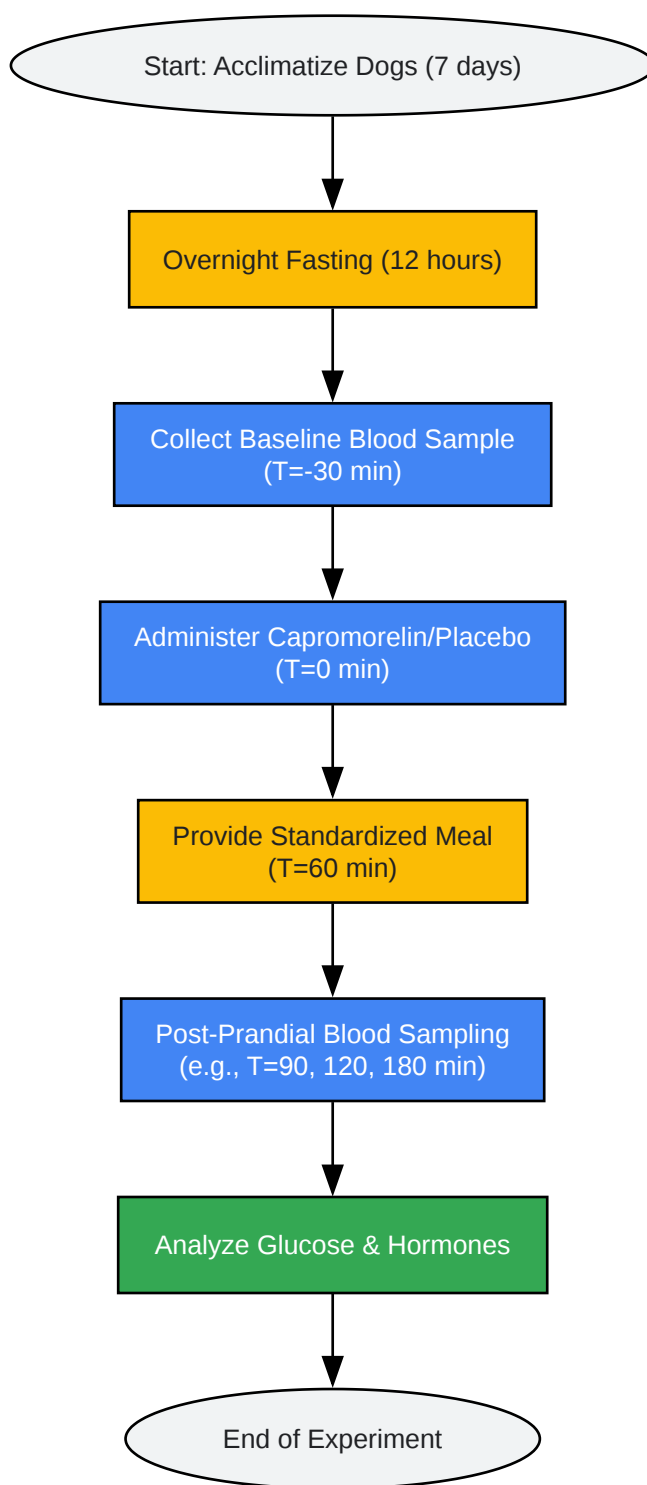 Start: Acclimatize Dogs (7 days)
Overnight Fasting (12 hours)
Collect Baseline Blood Sample
(T=-30 min)
Administer Capromorelin/Placebo
(T=0 min)
Provide Standardized Meal
(T=60 min)
Post-Prandial Blood Sampling
(e.g., T=90, 120, 180 min)
Analyze Glucose & Hormones
End of Experiment